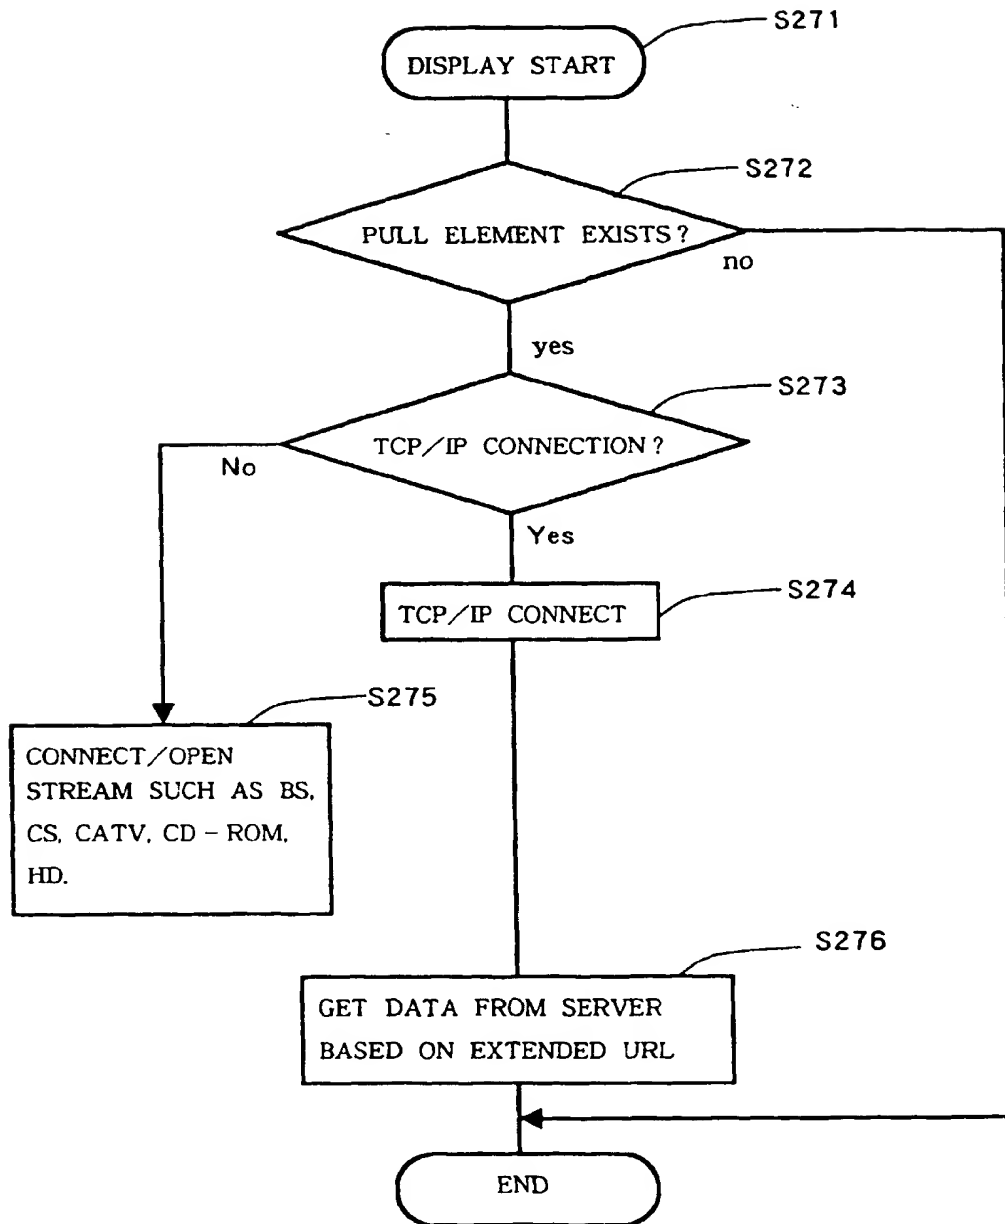 S271
DISPLAY START
S272
PULL ELEMENT EXISTS?
no
yes
S273
TCP/IP CONNECTION?
No
Yes
S274
TCP/IP CONNECT
S275
CONNECT/OPEN
STREAM SUCH AS BS,
CS, CATV, CD-ROM,
HD.
S276
GET DATA FROM SERVER
BASED ON EXTENDED URL
END